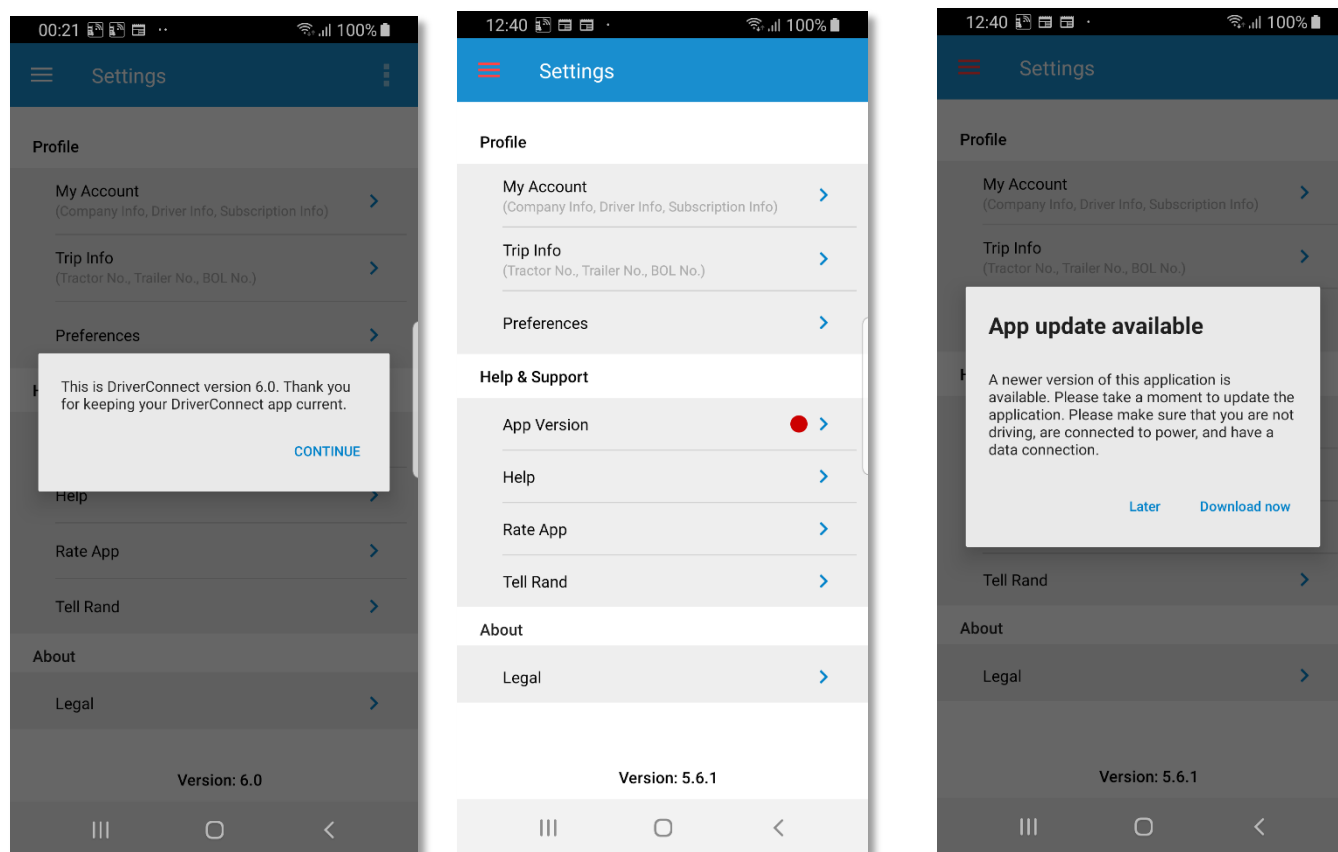 00:21 100%
Settings
Profile
My Account
(Company Info, Driver Info, Subscription Info)
Trip Info
(Tractor No., Trailer No., BOL No.)
Preferences
This is DriverConnect version 6.0. Thank you
for keeping your DriverConnect app current.
CONTINUE
Help
Rate App
Tell Rand
About
Legal
Version: 6.0
12:40 100%
Settings
Profile
My Account
(Company Info, Driver Info, Subscription Info)
Trip Info
(Tractor No., Trailer No., BOL No.)
Preferences
Help & Support
App Version
Help
Rate App
Tell Rand
About
Legal
Version: 5.6.1
12:40 100%
Settings
Profile
My Account
(Company Info, Driver Info, Subscription Info)
Trip Info
(Tractor No., Trailer No., BOL No.)
App update available
A newer version of this application is
available. Please take a moment to update the
application. Please make sure that you are not
driving, are connected to power, and have a
data connection.
Later Download now
Tell Rand
About
Legal
Version: 5.6.1